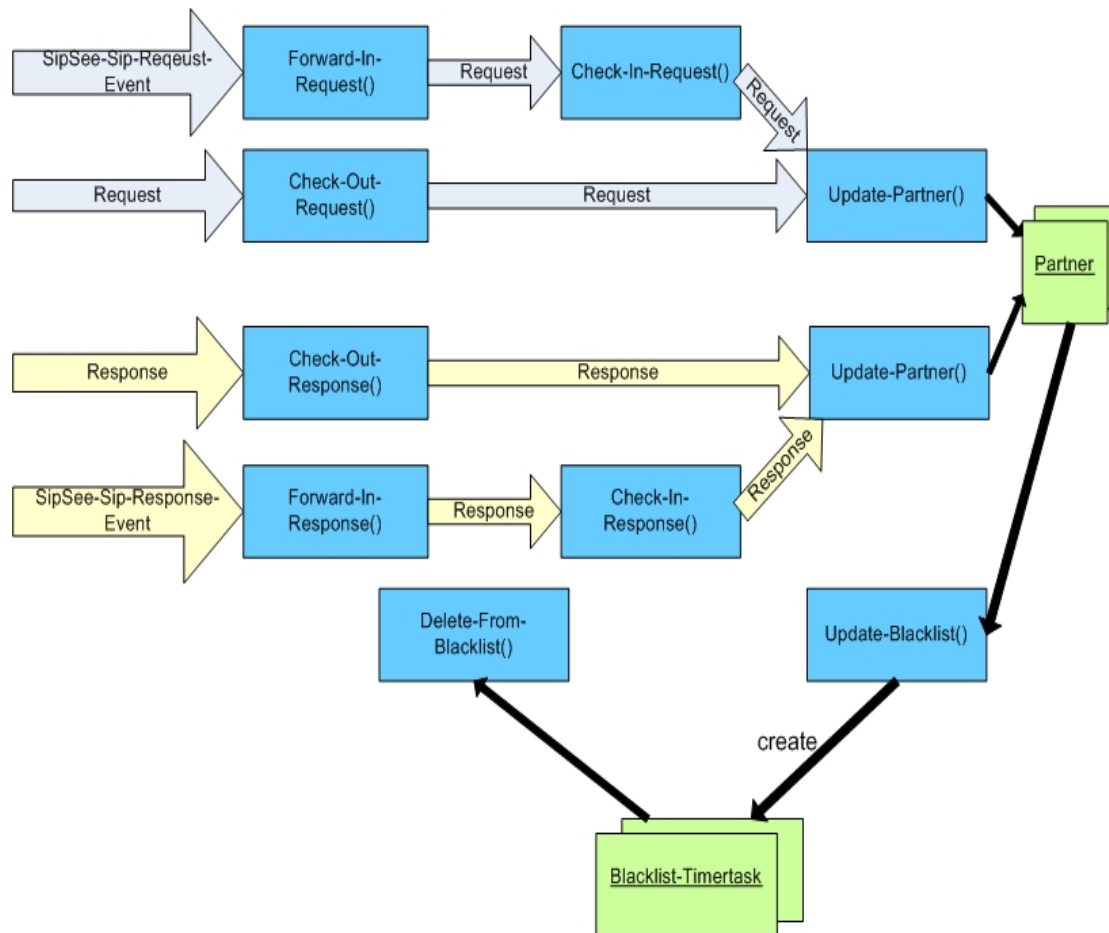 SipSee-Sip-Reqeust-
Event
Forward-In-
Request()
Request
Check-In-Request()
Request
Request
Check-Out-
Request()
Request
Update-Partner()
Partner
Response
Check-Out-
Response()
Response
Update-Partner()
SipSee-Sip-Response-
Event
Forward-In-
Response()
Response
Check-In-
Response()
Response
Delete-From-
Blacklist()
Update-Blacklist()
create
Blacklist-Timertask